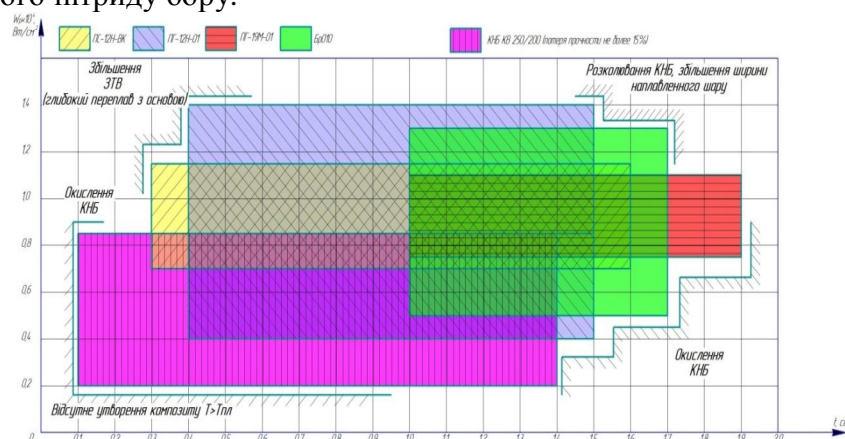 ого нітриду бору.
Wp×10⁵,
Вт/см²
ПГ-12Н-ВК
ПГ-12Н-01
ПГ-19М-01
БрО10
КНБ КВ 250/200 (потеря прочности не более 15%)
Збільшення
ЗТВ
(глибокий переплав з основою)
Розколювання КНБ, збільшення ширини
наплавленного шару
Окислення
КНБ
1.4
1.2
1.0
0.8
0.6
0.4
0.2
Окислення
КНБ
Відсутнє утворення композиту Т>Тпл
0 0.1 0.2 0.3 0.4 0.5 0.6 0.7 0.8 0.9 1.0 1.1 1.2 1.3 1.4 1.5 1.6 1.7 1.8 1.9 2.0